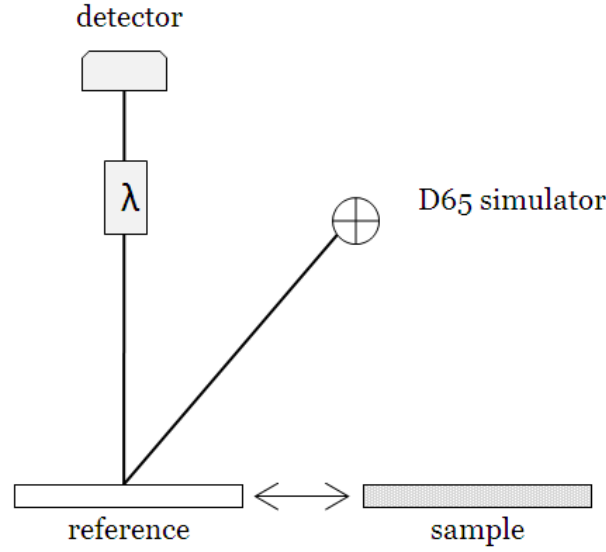 detector
λ
D65 simulator
reference
sample